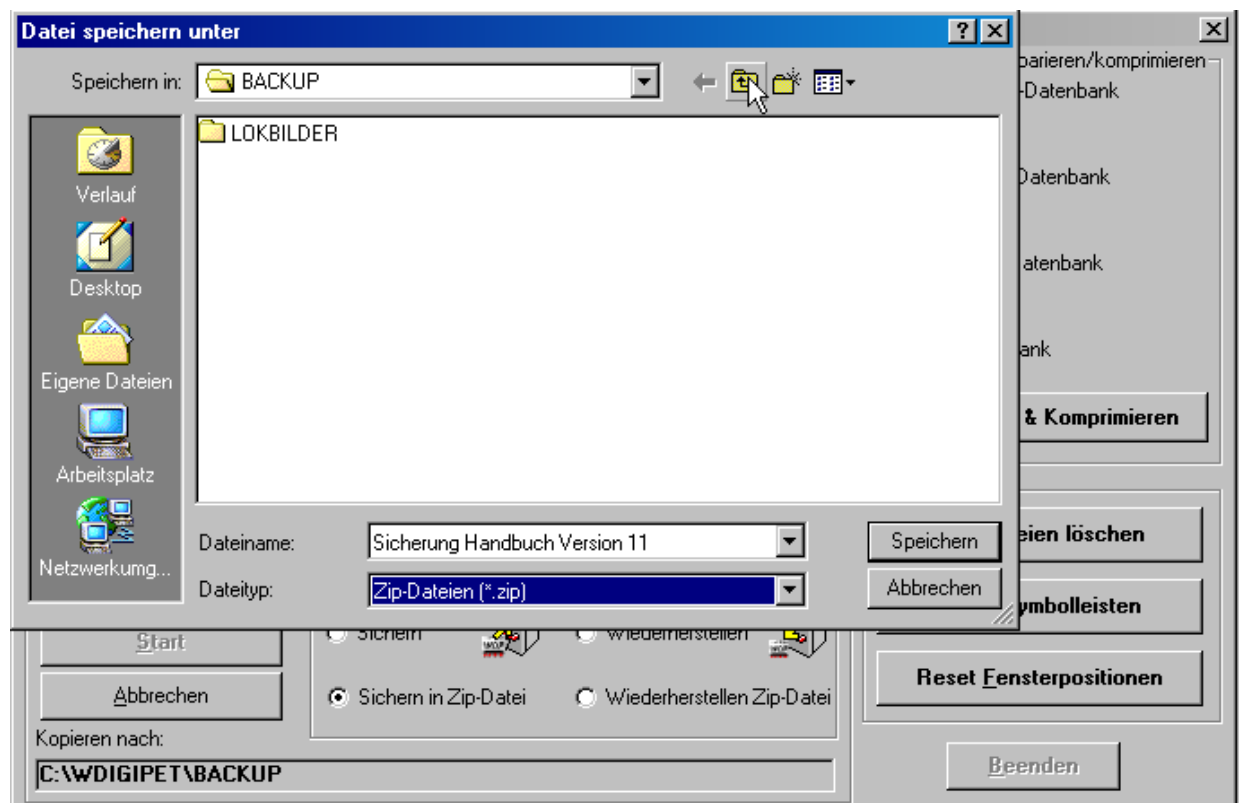 Datei speichern unter
Speichern in:
BACKUP
LOKBILDER
Verlauf
Desktop
Eigene Dateien
Arbeitsplatz
Netzwerkumg...
Dateiname:
Sicherung Handbuch Version 11
Speichern
Dateityp:
Zip-Dateien (*.zip)
Abbrechen
parieren/komprimieren
-Datenbank
Datenbank
atenbank
ank
& Komprimieren
eien löschen
ymbolleisten
Reset Fensterpositionen
Start
Sichern
Wiederherstellen
Abbrechen
Sichern in Zip-Datei
Wiederherstellen Zip-Datei
Kopieren nach:
C:\WDIGIPET\BACKUP
Beenden